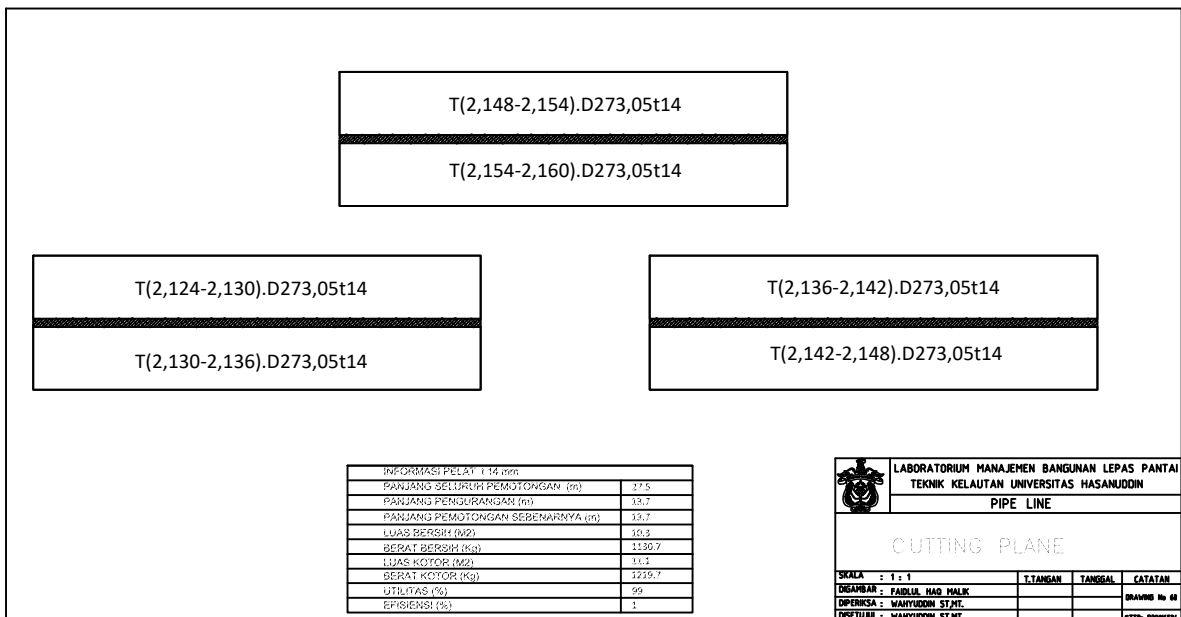 T(2,148-2,154).D273,05t14
T(2,154-2,160).D273,05t14
T(2,124-2,130).D273,05t14
T(2,130-2,136).D273,05t14
T(2,136-2,142).D273,05t14
T(2,142-2,148).D273,05t14
INFORMASI PELAT t 14 mm
PANJANG SELURUH PEMOTONGAN (m) 27.5
PANJANG PENGURANGAN (m) 13.7
PANJANG PEMOTONGAN SEBENARNYA (m) 13.7
LUAS BERSIH (M2) 10.3
BERAT BERSIH (Kg) 1130.7
LUAS KOTOR (M2) 11.1
BERAT KOTOR (Kg) 1219.7
UTILITAS (%) 99
EFISIENSI (%) 1
LABORATORIUM MANAJEMEN BANGUNAN LEPAS PANTAI
TEKNIK KELAUTAN UNIVERSITAS HASANUDDIN
PIPE LINE
CUTTING PLANE
SKALA : 1 : 1 T.TANGAN TANGGAL CATATAN
DIGAMBAR : FAIDLUL HAQ MALIK
DIPERIKSA : WAHYUDDIN ST,MT. DRAWING No 68
DISETUJUI : WAHYUDDIN ST,MT.